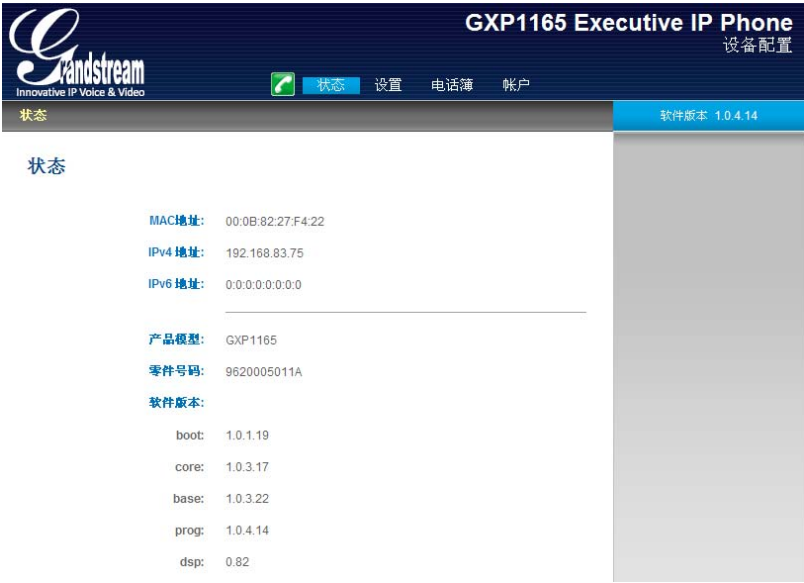 GXP1165 Executive IP Phone
设备配置
Grandstream
Innovative IP Voice & Video
状态 设置 电话簿 帐户
状态
软件版本 1.0.4.14
状态
MAC地址: 00:0B:82:27:F4:22
IPv4 地址: 192.168.83.75
IPv6 地址: 0:0:0:0:0:0:0:0
产品模型: GXP1165
零件号码: 9620005011A
软件版本:
boot: 1.0.1.19
core: 1.0.3.17
base: 1.0.3.22
prog: 1.0.4.14
dsp: 0.82